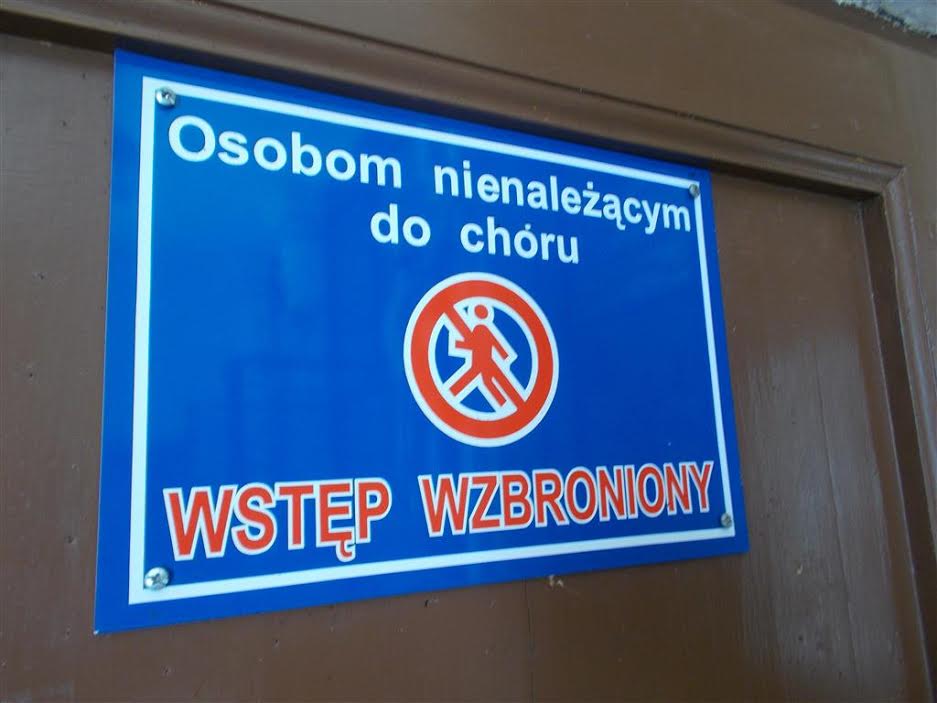 Osobom nienależącym
do chóru
WSTĘP WZBRONIONY